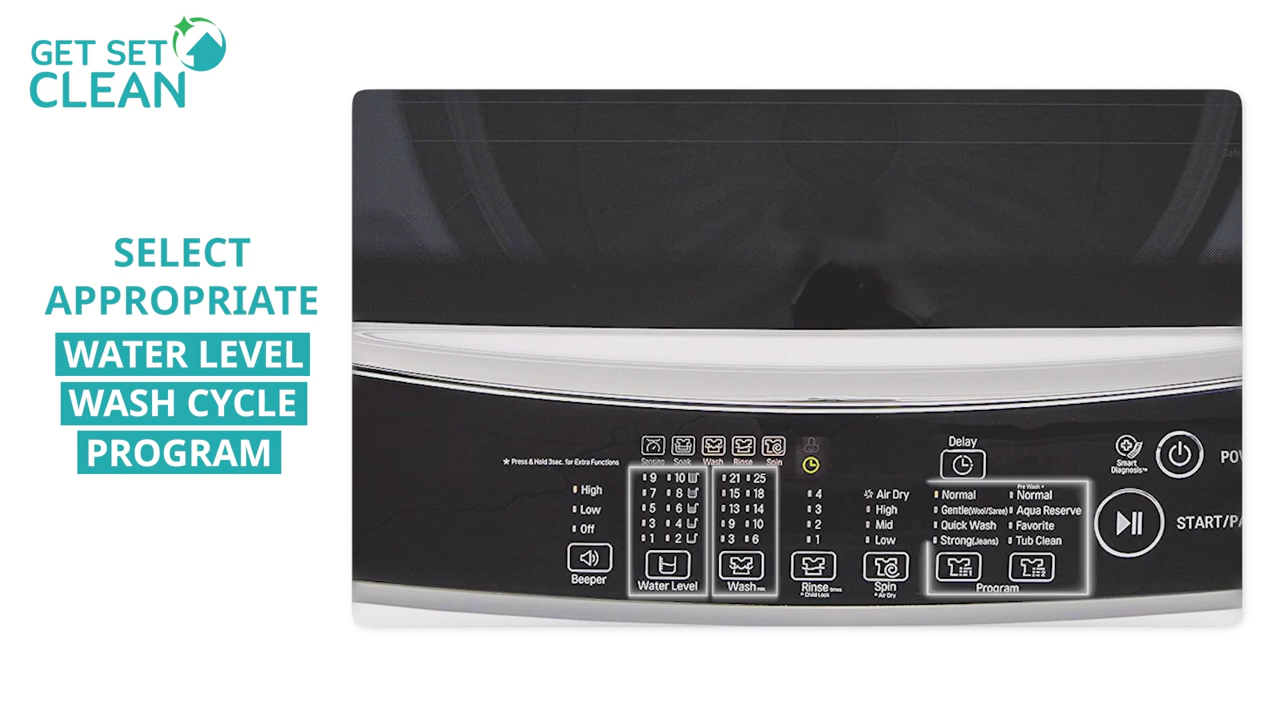 GET SET
CLEAN
SELECT
APPROPRIATE
WATER LEVEL
WASH CYCLE
PROGRAM
Safe
Sensing Soak Wash Rinse Spin
★ Press & Hold 3sec. for Extra Functions
High
Low
Off
Beeper
9 10
7 8
5 6
3 4
1 2
Water Level
21 25
15 18
13 14
9 10
3 6
Wash min.
4
3
2
1
Rinse times
* Child Lock
Air Dry
High
Mid
Low
Spin
* Air Dry
Delay
Normal
Gentle(Wool/Saree)
Quick Wash
Strong(Jeans)
Pre Wash +
Normal
Aqua Reserve
Favorite
Tub Clean
Program
Smart
Diagnosis™
POW
START/PA